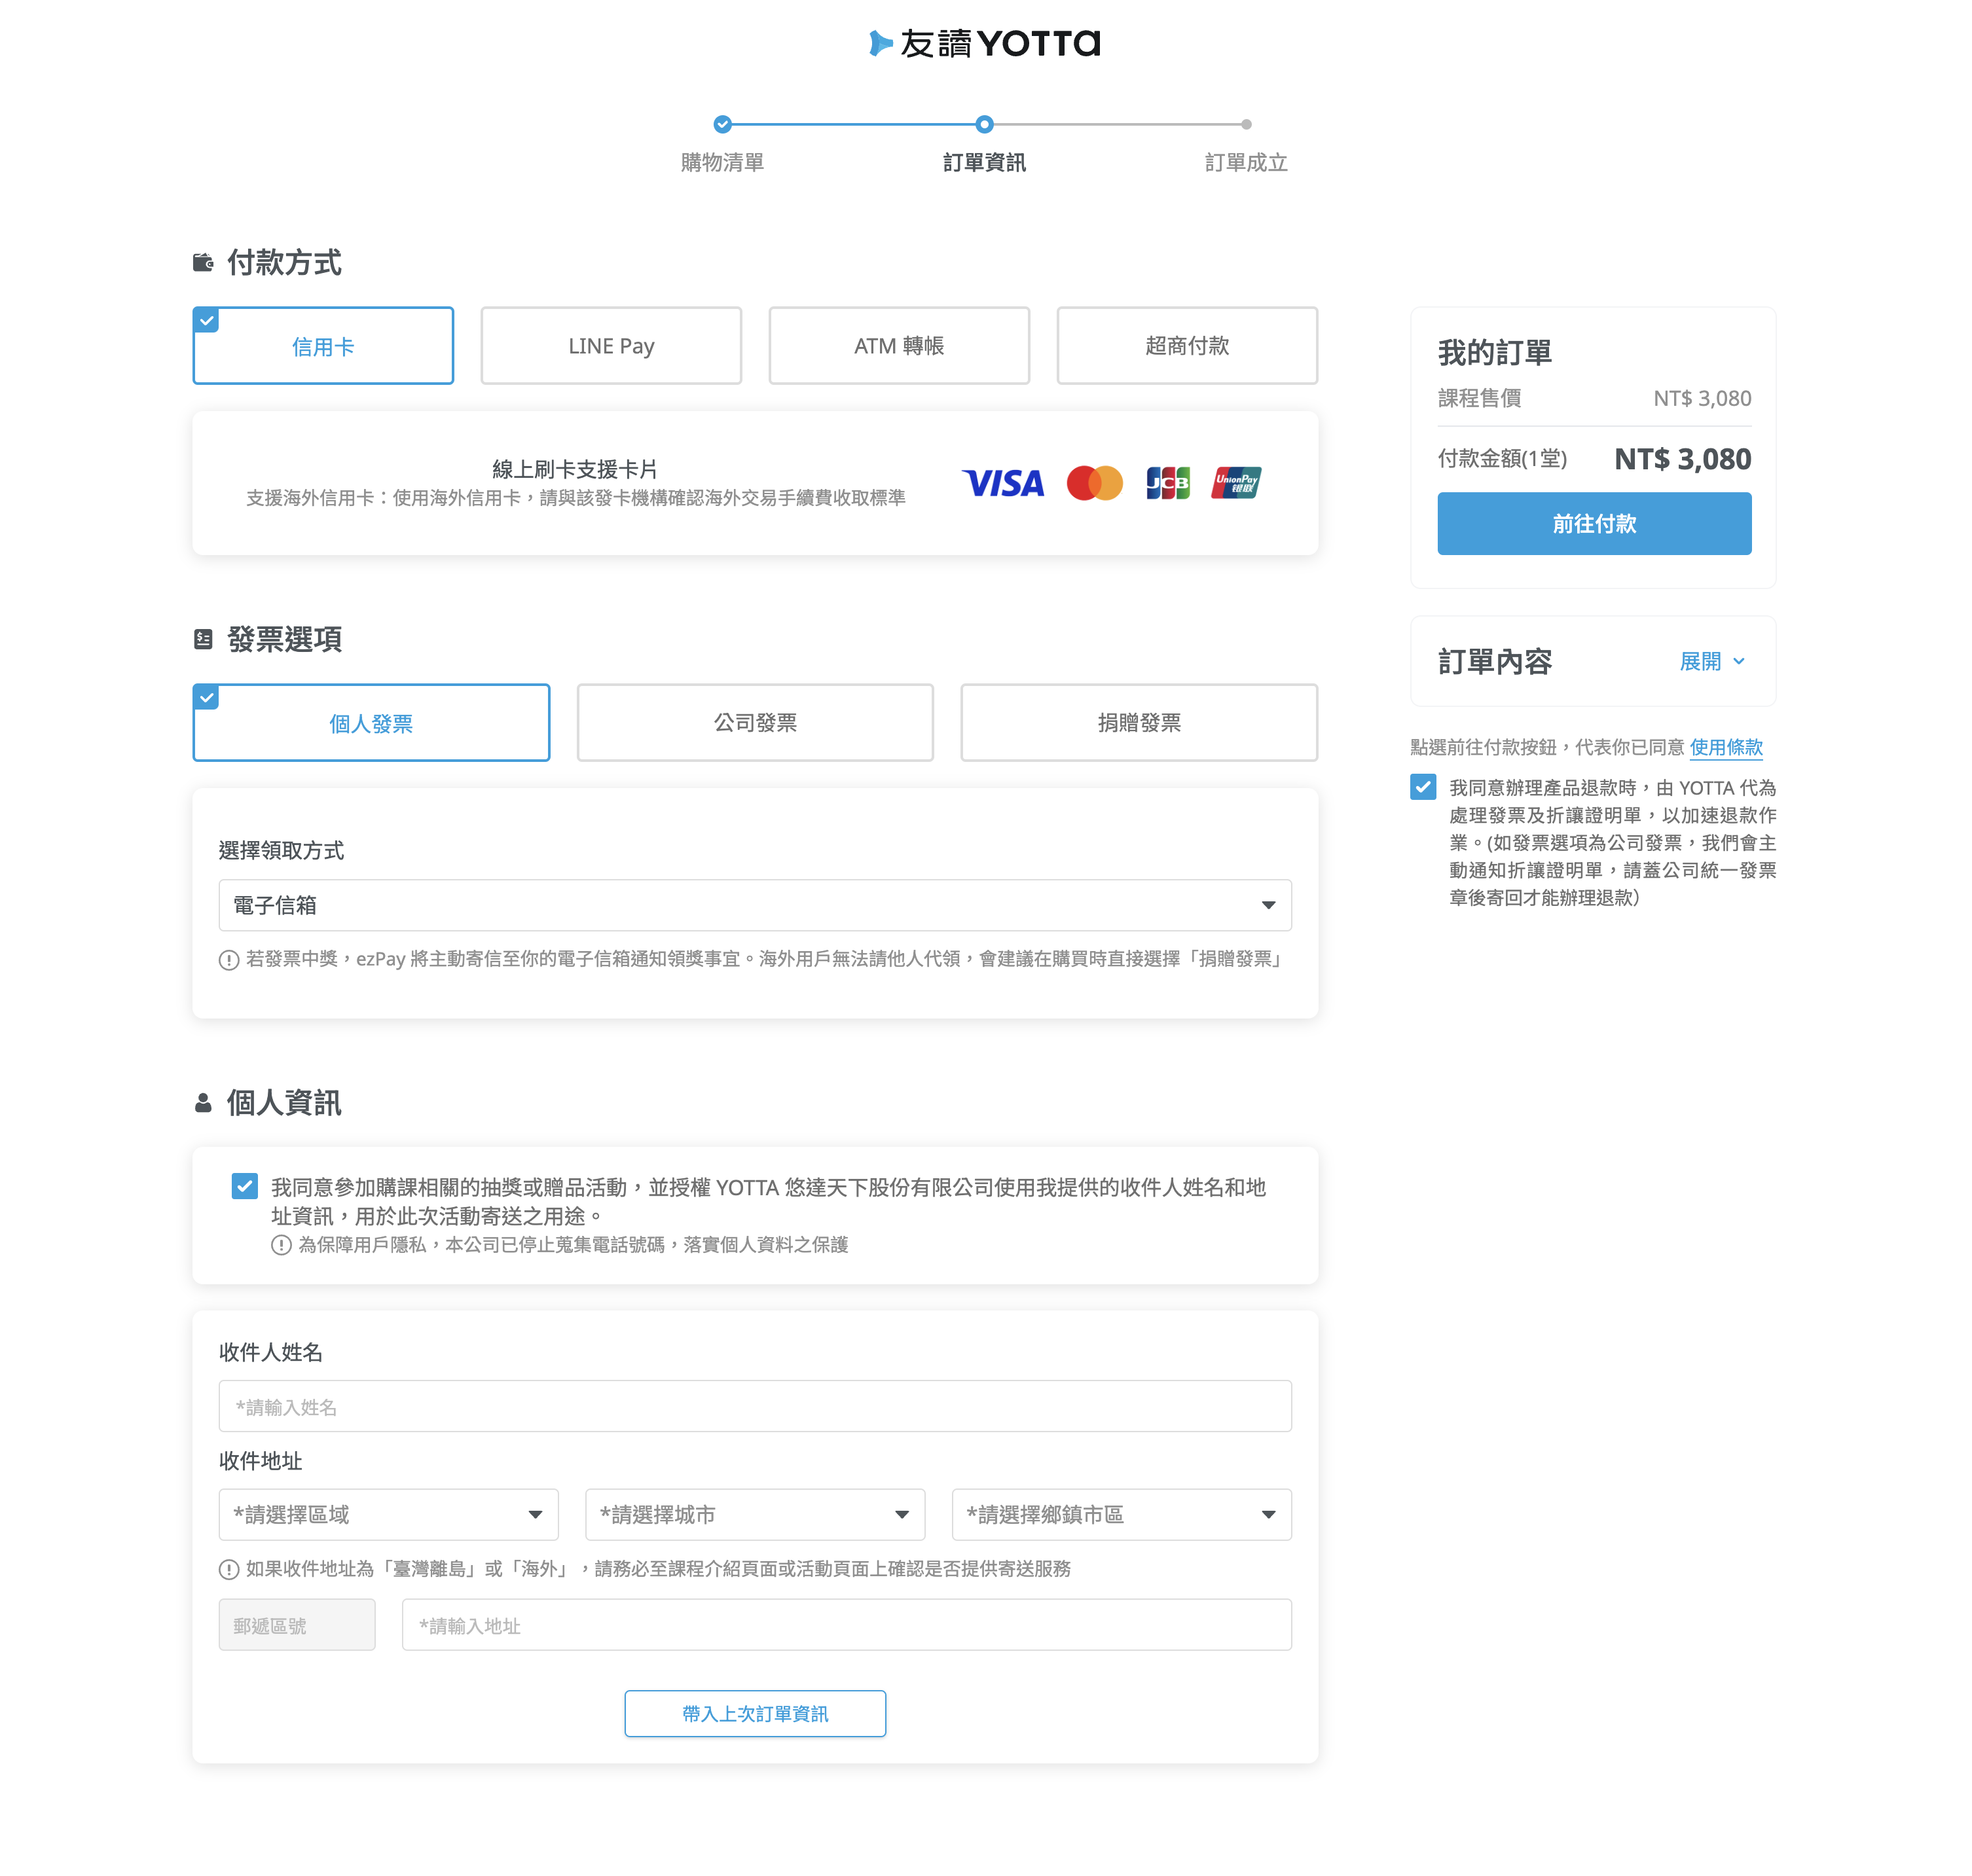 友讀 YOTTA
購物清單
訂單資訊
訂單成立
付款方式
信用卡
LINE Pay
ATM 轉帳
超商付款
線上刷卡支援卡片
支援海外信用卡：使用海外信用卡，請與該發卡機構確認海外交易手續費收取標準
VISA
JCB
UnionPay
银联
發票選項
個人發票
公司發票
捐贈發票
選擇領取方式
電子信箱
若發票中獎，ezPay 將主動寄信至你的電子信箱通知領獎事宜。海外用戶無法請他人代領，會建議在購買時直接選擇「捐贈發票」
個人資訊
我同意參加購課相關的抽獎或贈品活動，並授權 YOTTA 悠達天下股份有限公司使用我提供的收件人姓名和地
址資訊，用於此次活動寄送之用途。
為保障用戶隱私，本公司已停止蒐集電話號碼，落實個人資料之保護
收件人姓名
*請輸入姓名
收件地址
*請選擇區域
*請選擇城市
*請選擇鄉鎮市區
如果收件地址為「臺灣離島」或「海外」，請務必至課程介紹頁面或活動頁面上確認是否提供寄送服務
郵遞區號
*請輸入地址
帶入上次訂單資訊
我的訂單
課程售價 NT$ 3,080
付款金額(1堂) NT$ 3,080
前往付款
訂單內容
展開
點選前往付款按鈕，代表你已同意 使用條款
我同意辦理產品退款時，由 YOTTA 代為
處理發票及折讓證明單，以加速退款作
業。(如發票選項為公司發票，我們會主
動通知折讓證明單，請蓋公司統一發票
章後寄回才能辦理退款）